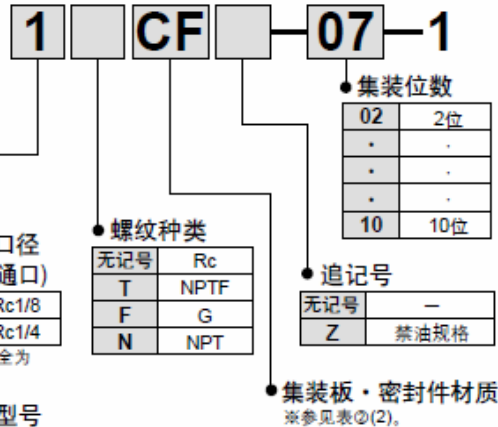 1 CF - 07 - 1
集装位数
02 2位
· ·
· ·
· ·
10 10位
螺纹种类
无记号 Rc
T NPTF
F G
N NPT
口径
通口)
Rc1/8
Rc1/4
全为
型号
追记号
无记号 —
Z 禁油规格
集装板・密封件材质
※参见表②(2)。